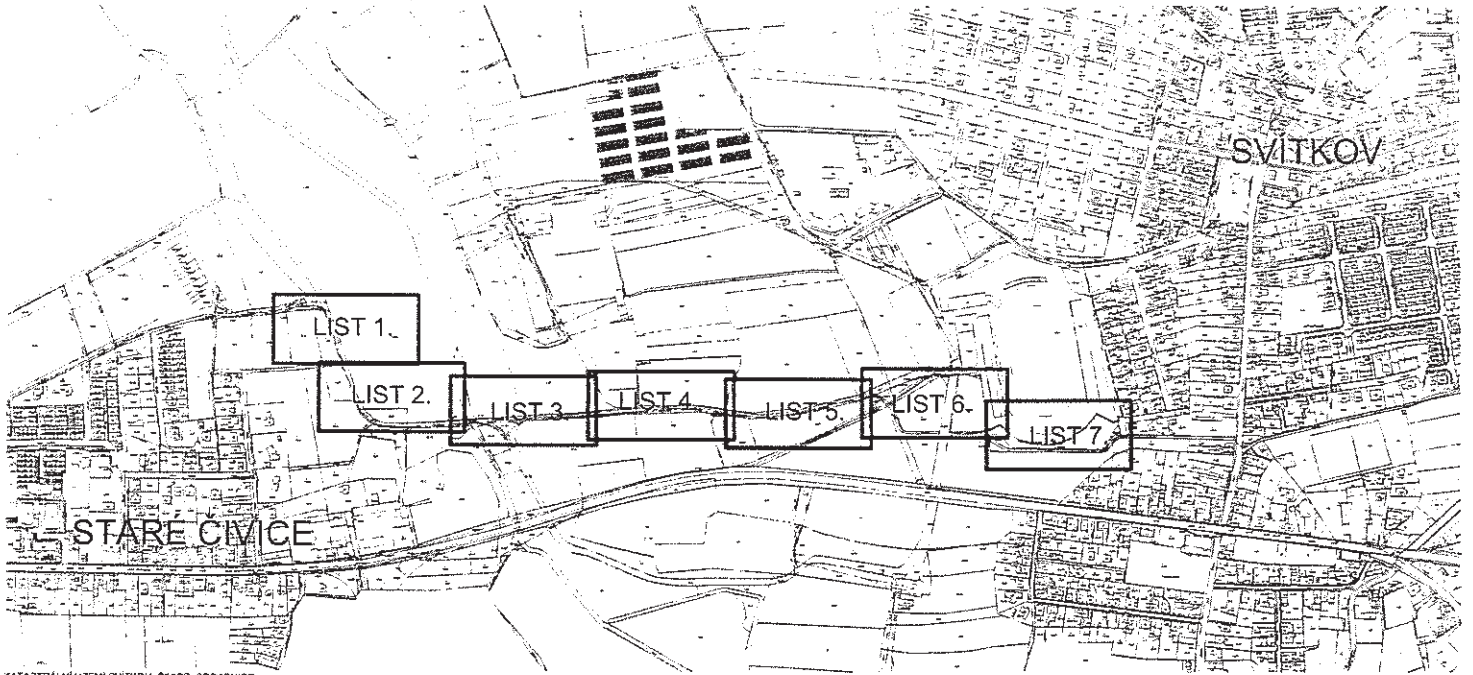 SVÍTKOV
LIST 1.
LIST 2.
LIST 3.
LIST 4.
LIST 5.
LIST 6.
LIST 7.
STARÉ ČIVICE